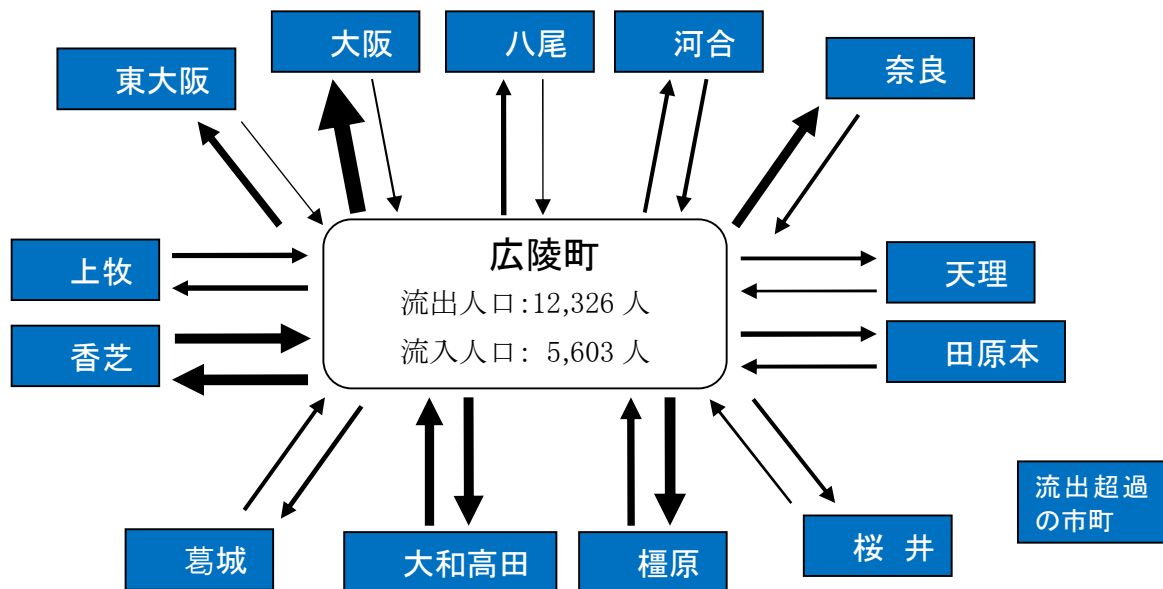 大阪
八尾
河合
奈良
東大阪
広陵町
流出人口:12,326 人
流入人口: 5,603 人
上牧
天理
香芝
田原本
流出超過
の市町
葛城
大和高田
橿原
桜 井